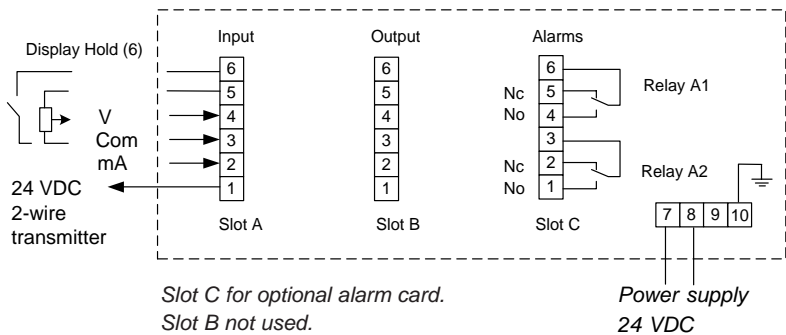 Input
Output
Alarms
Display Hold (6)
6
5
4
3
2
1
6
5
4
3
2
1
6
5
4
3
2
1
V
Com
mA
24 VDC
2-wire
transmitter
Nc
No
Nc
No
Relay A1
Relay A2
7 8 9 10
Slot A
Slot B
Slot C
Slot C for optional alarm card.
Slot B not used.
Power supply
24 VDC